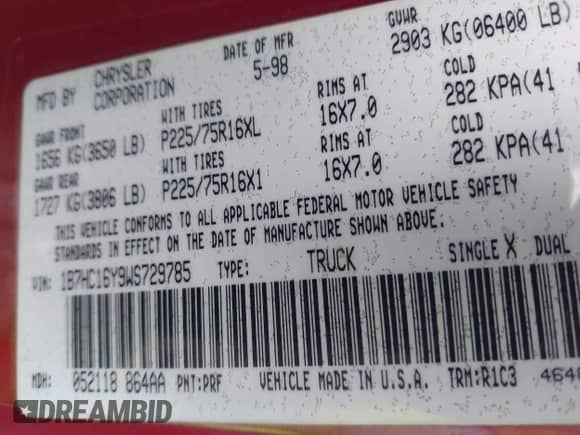 MFD BY CHRYSLER CORPORATION DATE OF MFR 5-98 GVWR 2903 KG(06400 LB)
GAWR FRONT WITH TIRES RIMS AT COLD
1656 KG(3650 LB) P225/75R16XL 16X7.0 282 KPA(41
GAWR REAR WITH TIRES RIMS AT COLD
1727 KG(3806 LB) P225/75R16X1 16X7.0 282 KPA(41
THIS VEHICLE CONFORMS TO ALL APPLICABLE FEDERAL MOTOR VEHICLE SAFETY
STANDARDS IN EFFECT ON THE DATE OF MANUFACTURE SHOWN ABOVE.
VIN: 1B7HC16Y9WS729785 TYPE: TRUCK SINGLE X DUAL
MDH: 052118 864AA PNT:PRF VEHICLE MADE IN U.S.A. TRM:R1C3 4648
DREAMBID